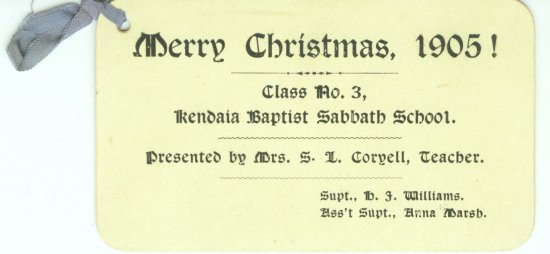 Merry Christmas, 1905!
Class No. 3,
Kendaia Baptist Sabbath School.
Presented by Mrs. S. L. Coryell, Teacher.
Supt., H. J. Williams.
Ass't Supt., Anna Marsh.